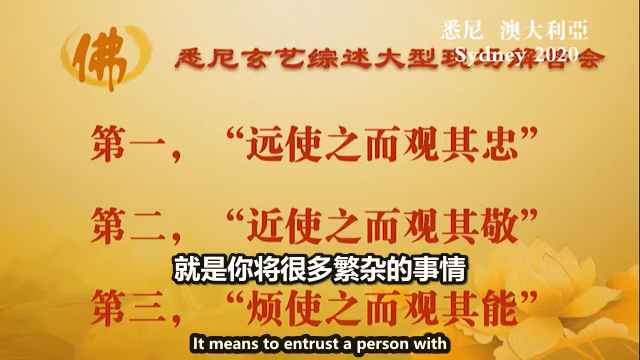 悉尼 澳大利亞
Sydney 2020
佛
悉尼玄艺综述大型现场解答会
第一，“远使之而观其忠”
第二，“近使之而观其敬”
就是你将很多繁杂的事情
第三，“烦使之而观其能”
It means to entrust a person with